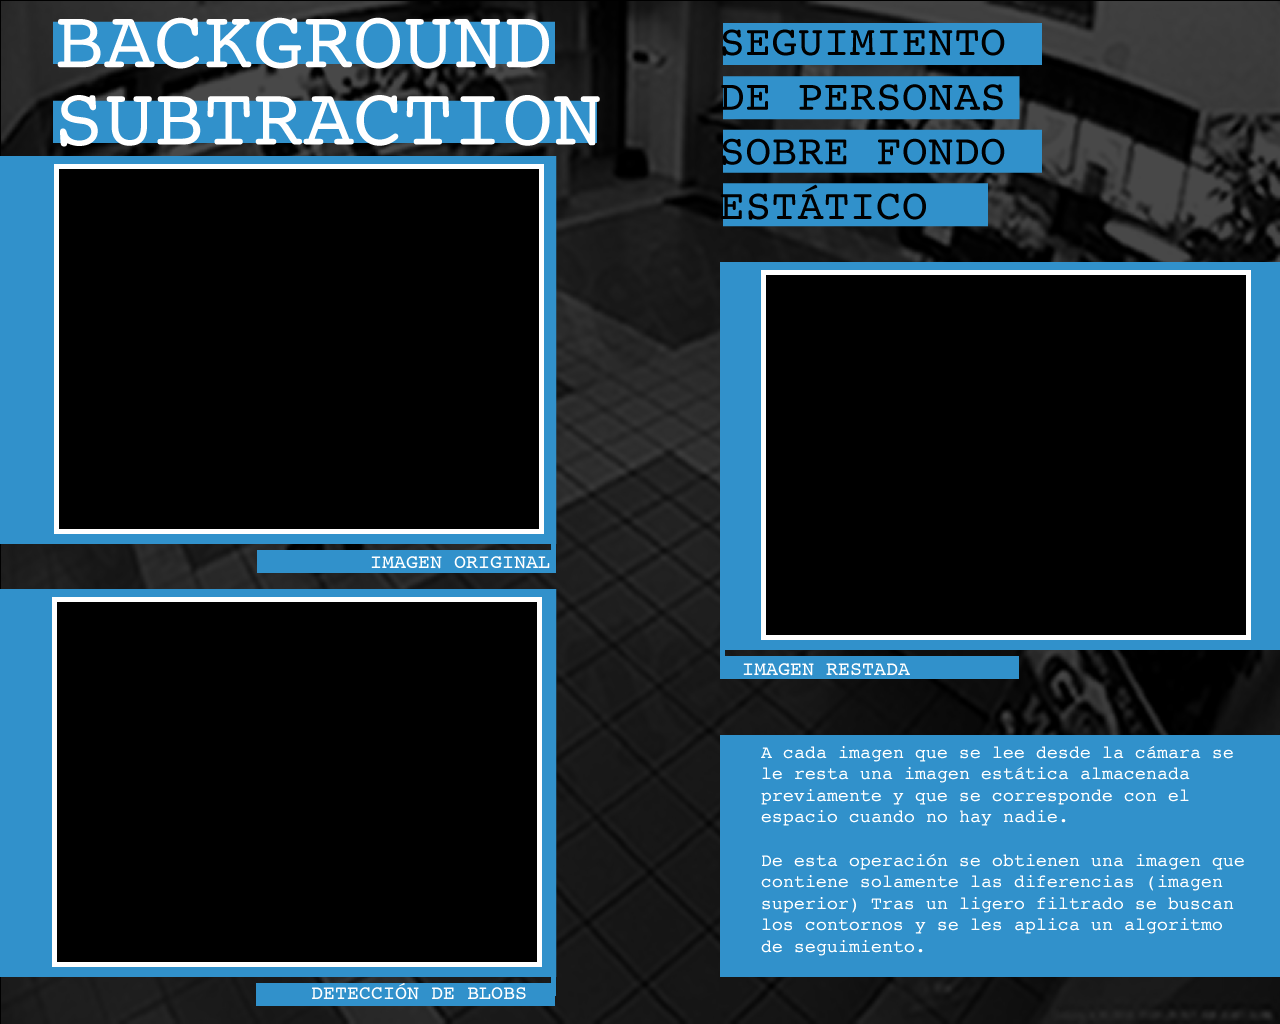 BACKGROUND
SUBTRACTION
IMAGEN ORIGINAL
DETECCIÓN DE BLOBS
SEGUIMIENTO
DE PERSONAS
SOBRE FONDO
ESTÁTICO
IMAGEN RESTADA
A cada imagen que se lee desde la cámara se
le resta una imagen estática almacenada
previamente y que se corresponde con el
espacio cuando no hay nadie.
De esta operación se obtienen una imagen que
contiene solamente las diferencias (imagen
superior) Tras un ligero filtrado se buscan
los contornos y se les aplica un algoritmo
de seguimiento.